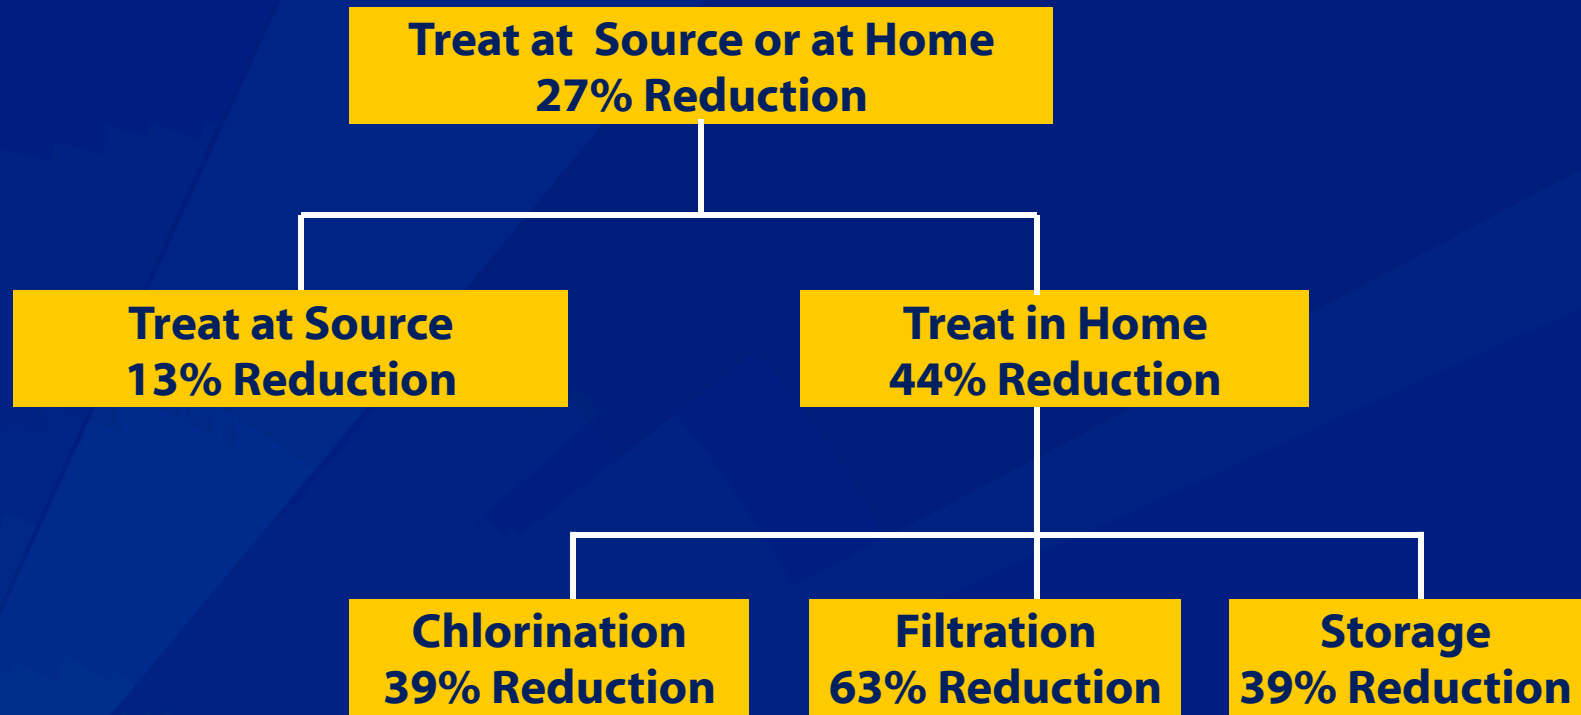 Treat at Source or at Home
27% Reduction
Treat at Source
13% Reduction
Treat in Home
44% Reduction
Chlorination
39% Reduction
Filtration
63% Reduction
Storage
39% Reduction